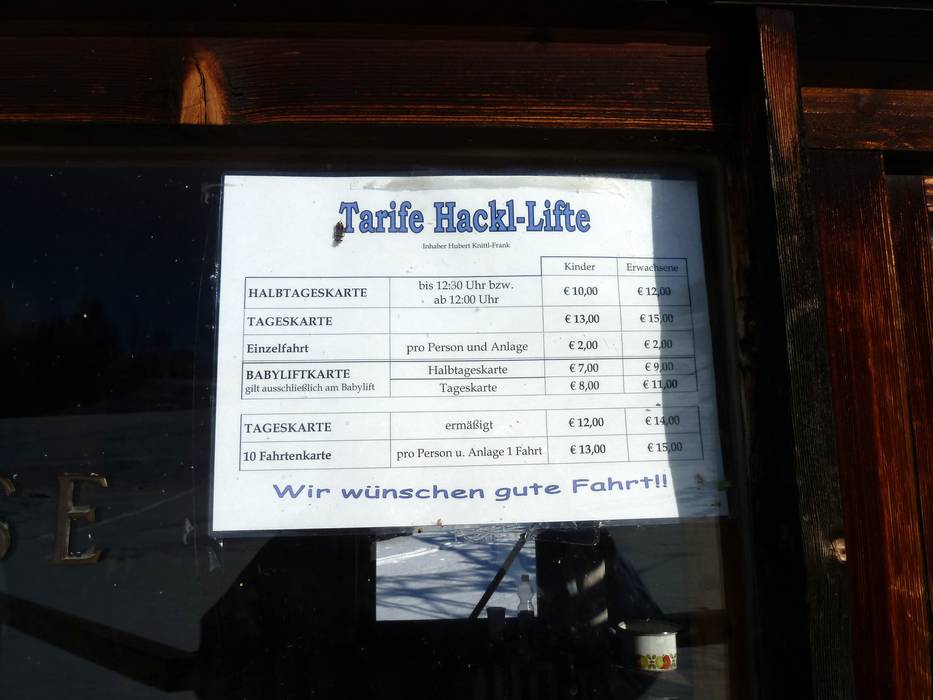 Tarife Hackl-Lifte
Inhaber Hubert Knittl-Frank
Kinder Erwachsene
HALBTAGESKARTE bis 12:30 Uhr bzw. ab 12:00 Uhr € 10,00 € 12,00
TAGESKARTE € 13,00 € 15,00
Einzelfahrt pro Person und Anlage € 2,00 € 2,00
BABYLIFTKARTE Halbtageskarte € 7,00 € 9,00
gilt ausschließlich am Babylift Tageskarte € 8,00 € 11,00
TAGESKARTE ermäßigt € 12,00 € 14,00
10 Fahrtenkarte pro Person u. Anlage 1 Fahrt € 13,00 € 15,00
Wir wünschen gute Fahrt!!
SE